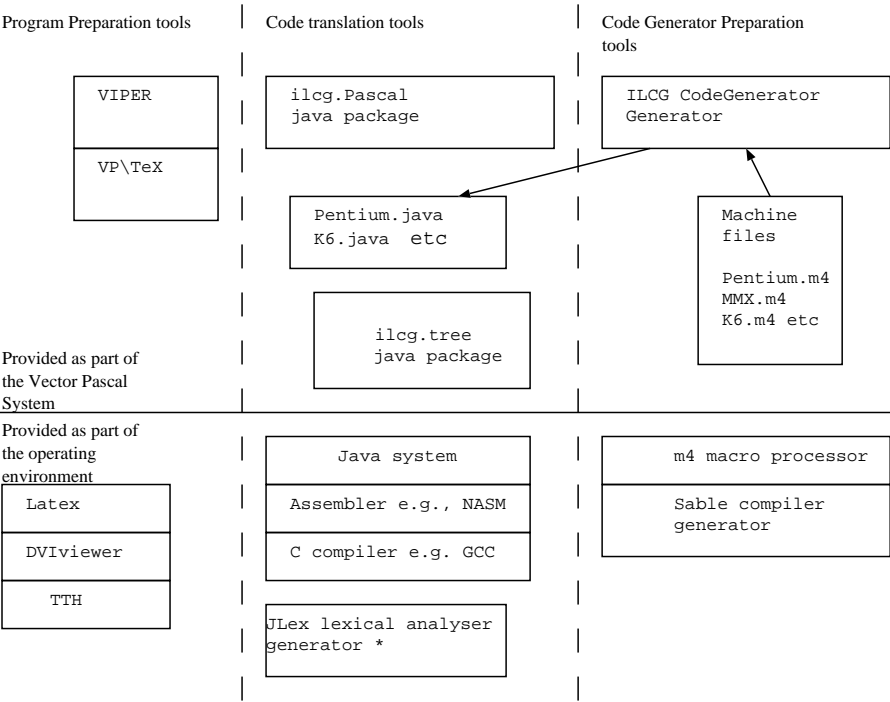 Program Preparation tools
Code translation tools
Code Generator Preparation
tools
VIPER
VP\TeX
ilcg.Pascal
java package
ILCG CodeGenerator
Generator
Pentium.java
K6.java etc
Machine
files
Pentium.m4
MMX.m4
K6.m4 etc
ilcg.tree
java package
Provided as part of
the Vector Pascal
System
Provided as part of
the operating
environment
Latex
DVIviewer
TTH
Java system
Assembler e.g., NASM
C compiler e.g. GCC
JLex lexical analyser
generator *
m4 macro processor
Sable compiler
generator